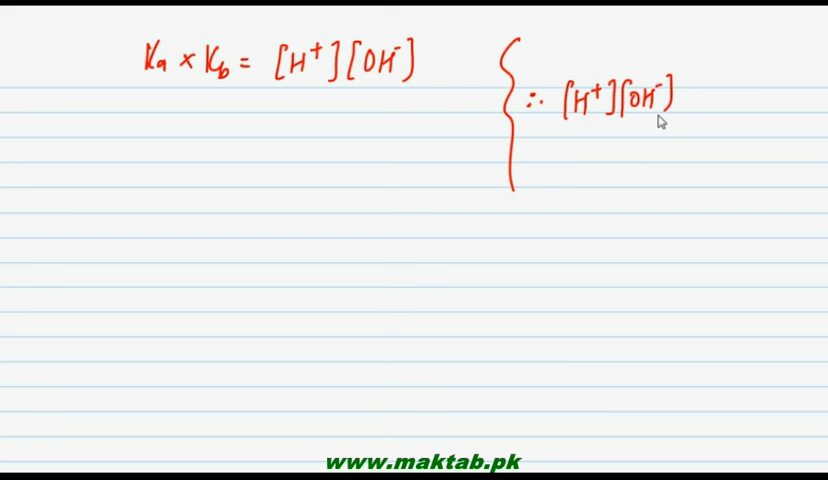 Ka × Kb = [H⁺][OH⁻]
∴ [H⁺][OH⁻]
www.maktab.pk